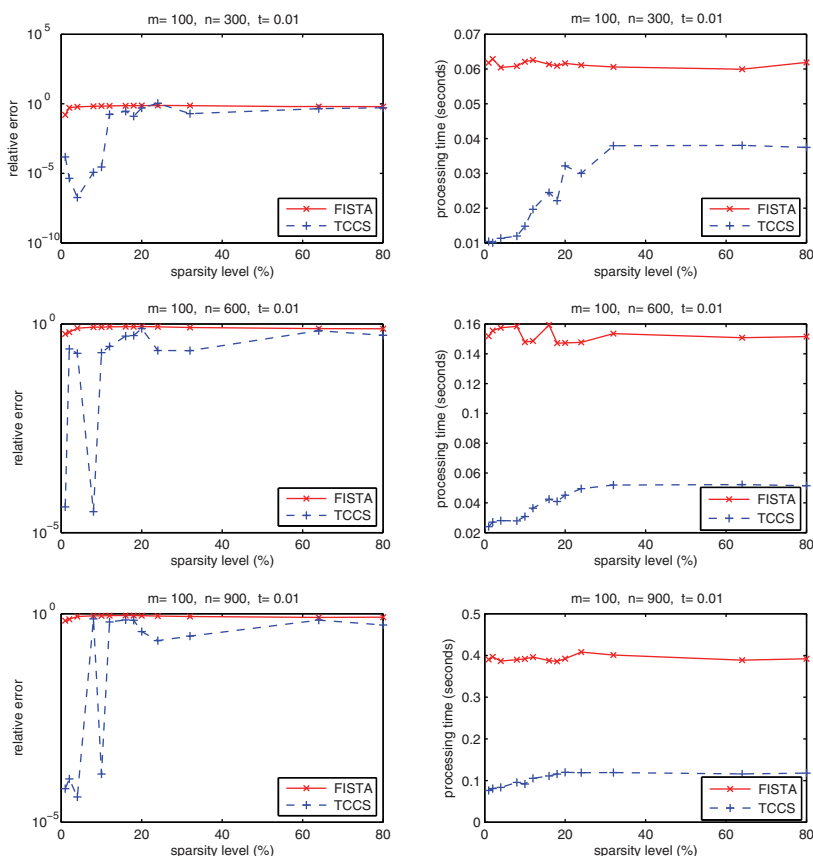 m= 100, n= 300, t= 0.01
10^5
10^0
10^-5
10^-10
relative error
FISTA
TCCS
0 20 40 60 80
sparsity level (%)
m= 100, n= 300, t= 0.01
0.07
0.06
0.05
0.04
0.03
0.02
0.01
processing time (seconds)
FISTA
TCCS
0 20 40 60 80
sparsity level (%)
m= 100, n= 600, t= 0.01
10^0
10^-5
relative error
FISTA
TCCS
0 20 40 60 80
sparsity level (%)
m= 100, n= 600, t= 0.01
0.16
0.14
0.12
0.1
0.08
0.06
0.04
0.02
processing time (seconds)
FISTA
TCCS
0 20 40 60 80
sparsity level (%)
m= 100, n= 900, t= 0.01
10^0
10^-5
relative error
FISTA
TCCS
0 20 40 60 80
sparsity level (%)
m= 100, n= 900, t= 0.01
0.5
0.4
0.3
0.2
0.1
0
processing time (seconds)
FISTA
TCCS
0 20 40 60 80
sparsity level (%)